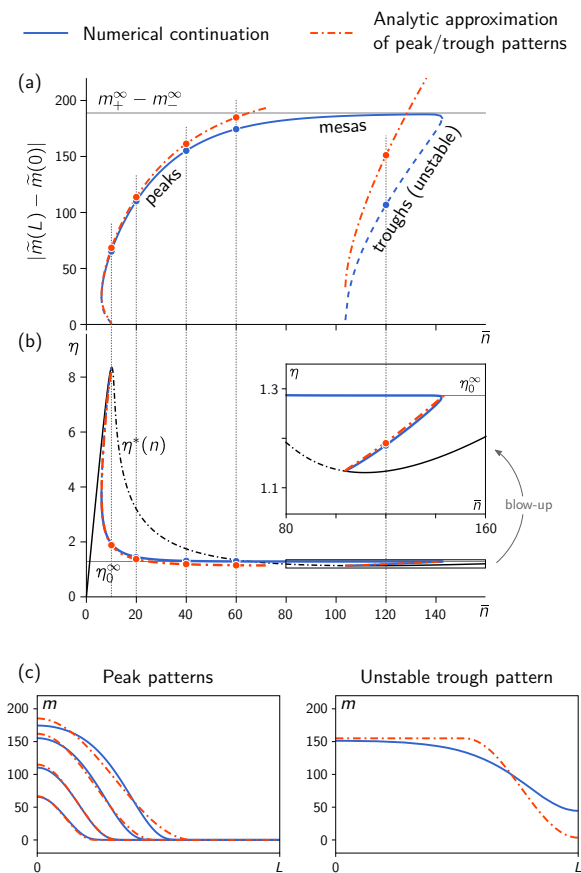 Numerical continuation
Analytic approximation
of peak/trough patterns
(a)
m₊^∞ − m₋^∞
200
150
100
50
0
|m̃(L) − m̃(0)|
peaks
mesas
troughs (unstable)
n̄
(b)
η
8
6
4
2
0
η*(n)
η₀^∞
0
20
40
60
80
100
120
140
n̄
η
1.3
1.1
η₀^∞
80
160
n̄
blow-up
(c)
Peak patterns
m
200
150
100
50
0
0
L
Unstable trough pattern
m
200
150
100
50
0
0
L